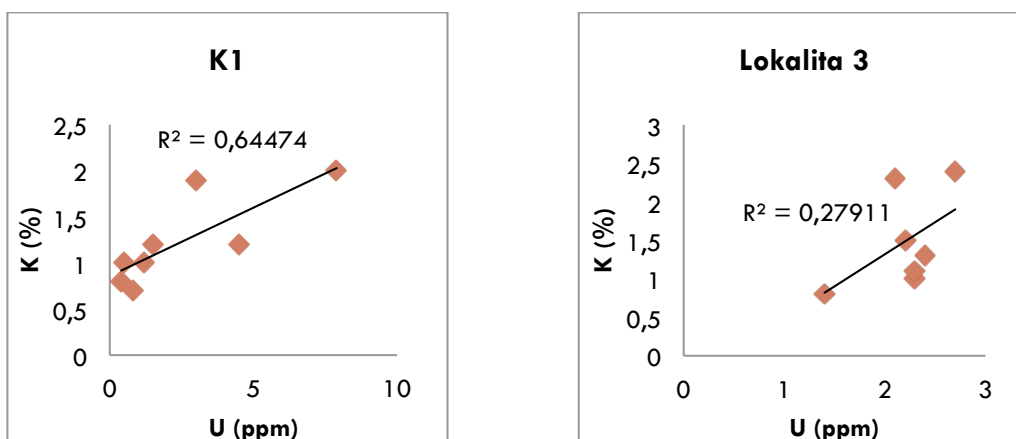 K1
2,5
2
1,5
1
0,5
0
K (%)
R² = 0,64474
0 5 10
U (ppm)
Lokalita 3
3
2,5
2
1,5
1
0,5
0
K (%)
R² = 0,27911
0 1 2 3
U (ppm)